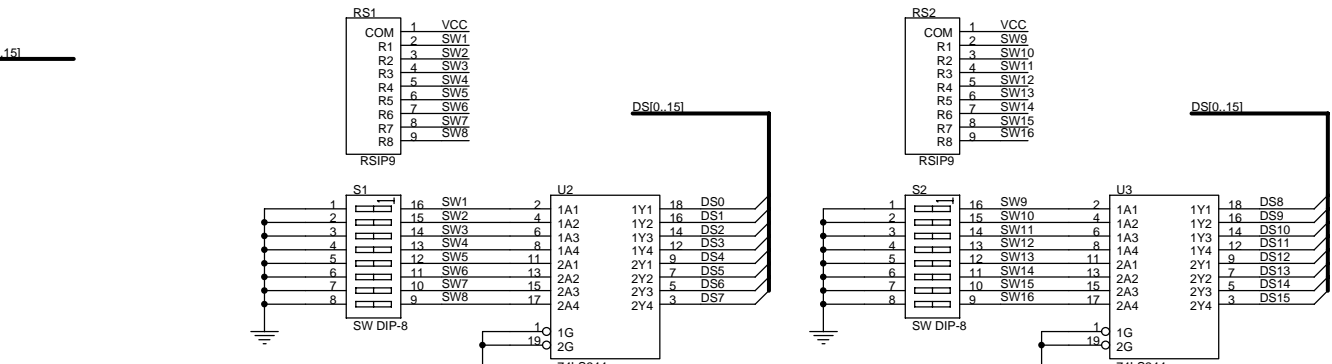 ..15]
RS1
COM 1 VCC
R1 2 SW1
R2 3 SW2
R3 4 SW3
R4 5 SW4
R5 6 SW5
R6 7 SW6
R7 8 SW7
R8 9 SW8
RSIP9
DS[0..15]
RS2
COM 1 VCC
R1 2 SW9
R2 3 SW10
R3 4 SW11
R4 5 SW12
R5 6 SW13
R6 7 SW14
R7 8 SW15
R8 9 SW16
RSIP9
DS[0..15]
S1
1 16 SW1
2 15 SW2
3 14 SW3
4 13 SW4
5 12 SW5
6 11 SW6
7 10 SW7
8 9 SW8
SW DIP-8
U2
2 1A1 1Y1 18 DS0
4 1A2 1Y2 16 DS1
6 1A3 1Y3 14 DS2
8 1A4 1Y4 12 DS3
11 2A1 2Y1 9 DS4
13 2A2 2Y2 7 DS5
15 2A3 2Y3 5 DS6
17 2A4 2Y4 3 DS7
1 1G
19 2G
S2
1 16 SW9
2 15 SW10
3 14 SW11
4 13 SW12
5 12 SW13
6 11 SW14
7 10 SW15
8 9 SW16
SW DIP-8
U3
2 1A1 1Y1 18 DS8
4 1A2 1Y2 16 DS9
6 1A3 1Y3 14 DS10
8 1A4 1Y4 12 DS11
11 2A1 2Y1 9 DS12
13 2A2 2Y2 7 DS13
15 2A3 2Y3 5 DS14
17 2A4 2Y4 3 DS15
1 1G
19 2G